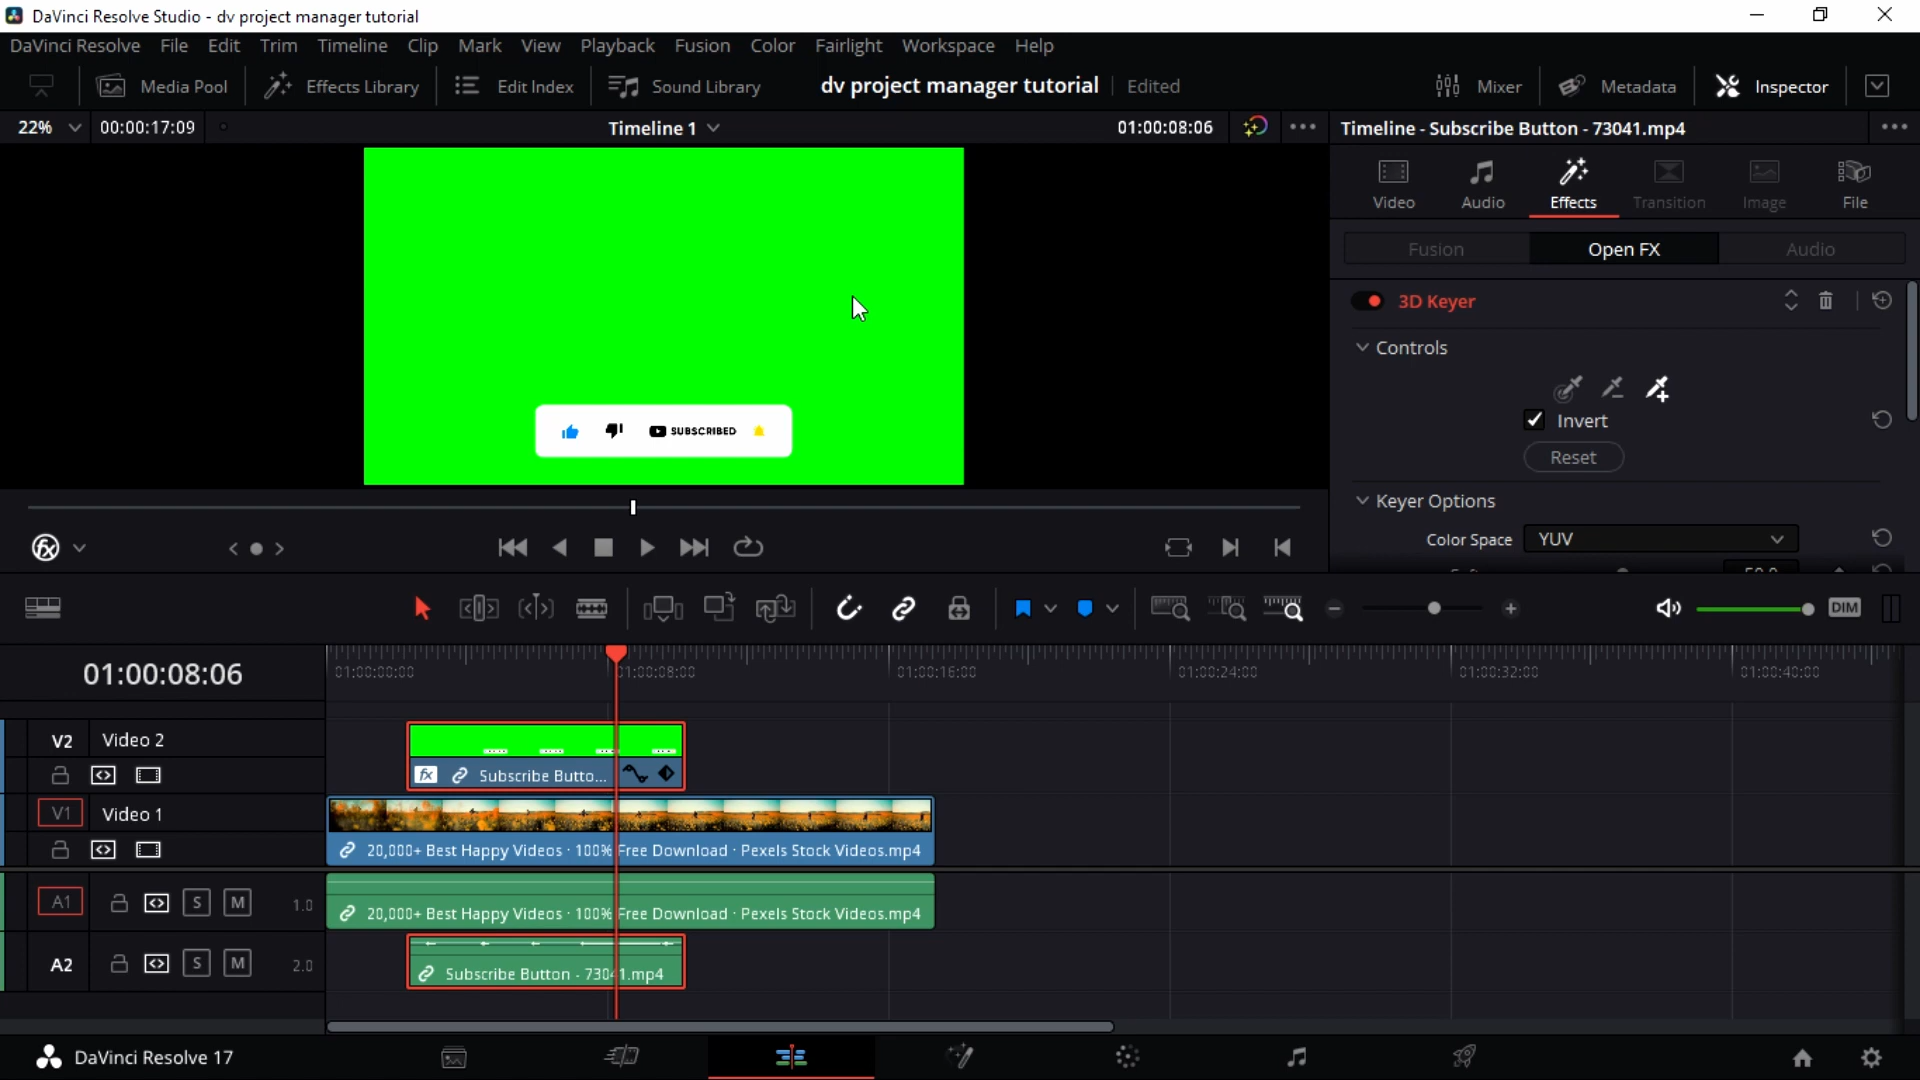 DaVinci Resolve Studio - dv project manager tutorial
DaVinci Resolve File Edit Trim Timeline Clip Mark View Playback Fusion Color Fairlight Workspace Help
Media Pool Effects Library Edit Index Sound Library dv project manager tutorial Edited Mixer Metadata Inspector
22% 00:00:17:09 Timeline 1 01:00:08:06 Timeline - Subscribe Button - 73041.mp4
Video Audio Effects Transition Image File
Fusion Open FX Audio
3D Keyer
Controls
Invert
Reset
SUBSCRIBED
Keyer Options
Color Space YUV
fx
DIM
01:00:08:06
01:00:00:00 01:00:08:00 01:00:16:00 01:00:24:00 01:00:32:00 01:00:40:00
V2 Video 2
fx Subscribe Butto...
V1 Video 1
20,000+ Best Happy Videos · 100% Free Download · Pexels Stock Videos.mp4
A1 S M 1.0
20,000+ Best Happy Videos · 100% Free Download · Pexels Stock Videos.mp4
A2 S M 2.0
Subscribe Button - 73041.mp4
DaVinci Resolve 17